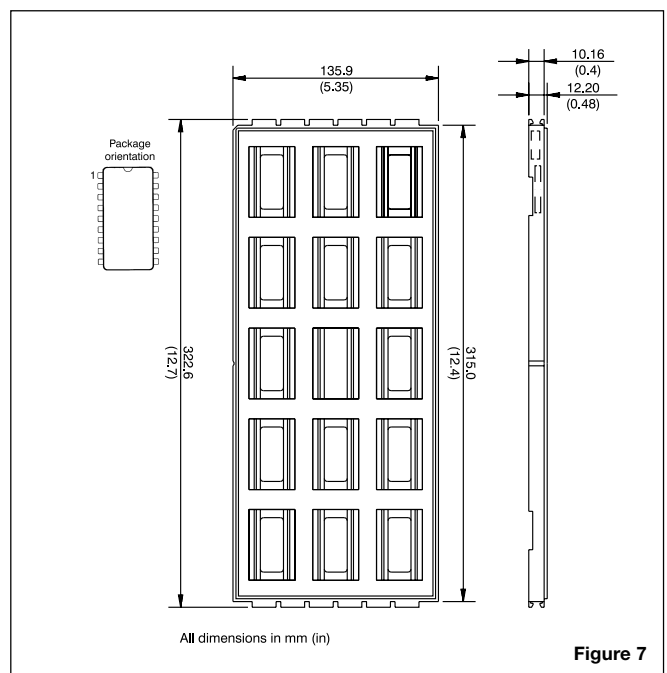 135.9
(5.35)
10.16
(0.4)
12.20
(0.48)
Package
orientation
1
322.6
(12.7)
315.0
(12.4)
All dimensions in mm (in)
Figure 7